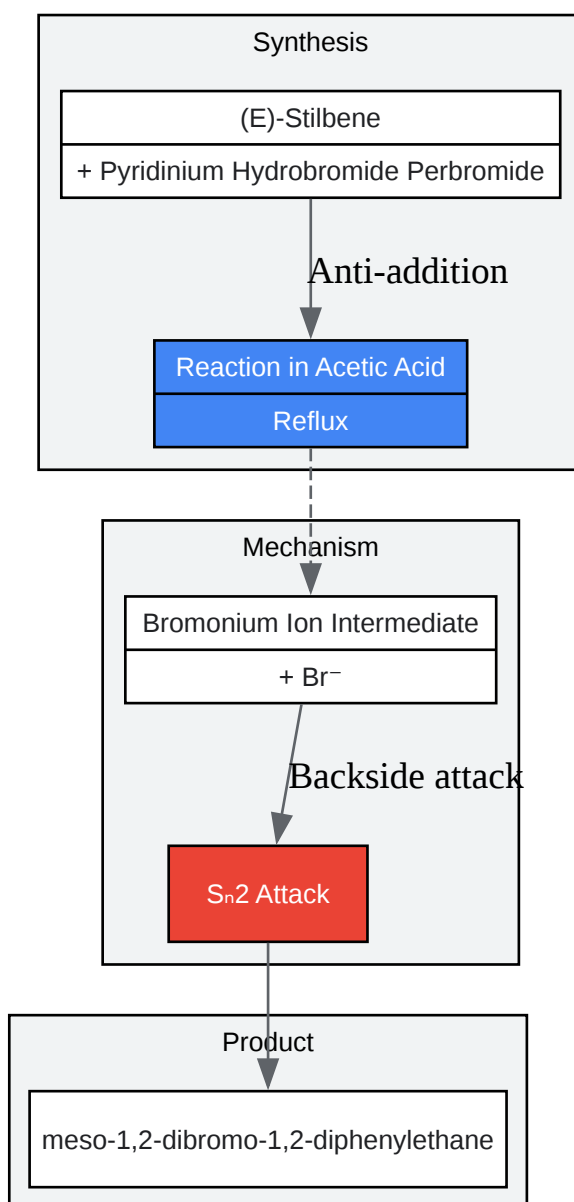 Synthesis
(E)-Stilbene
+ Pyridinium Hydrobromide Perbromide
Anti-addition
Reaction in Acetic Acid
Reflux
Mechanism
Bromonium Ion Intermediate
+ Br⁻
Backside attack
Sₙ2 Attack
Product
meso-1,2-dibromo-1,2-diphenylethane